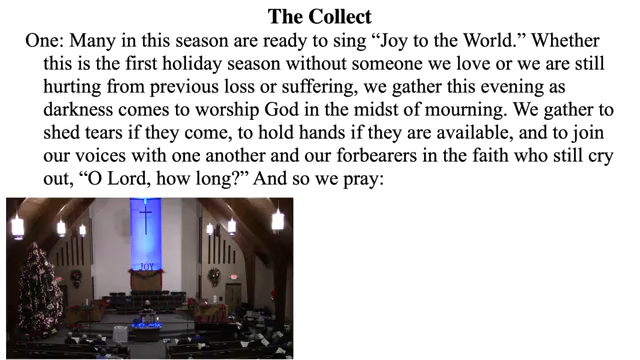 The Collect
One: Many in this season are ready to sing “Joy to the World.” Whether
this is the first holiday season without someone we love or we are still
hurting from previous loss or suffering, we gather this evening as
darkness comes to worship God in the midst of mourning. We gather to
shed tears if they come, to hold hands if they are available, and to join
our voices with one another and our forbearers in the faith who still cry
out, “O Lord, how long?” And so we pray:
JOY